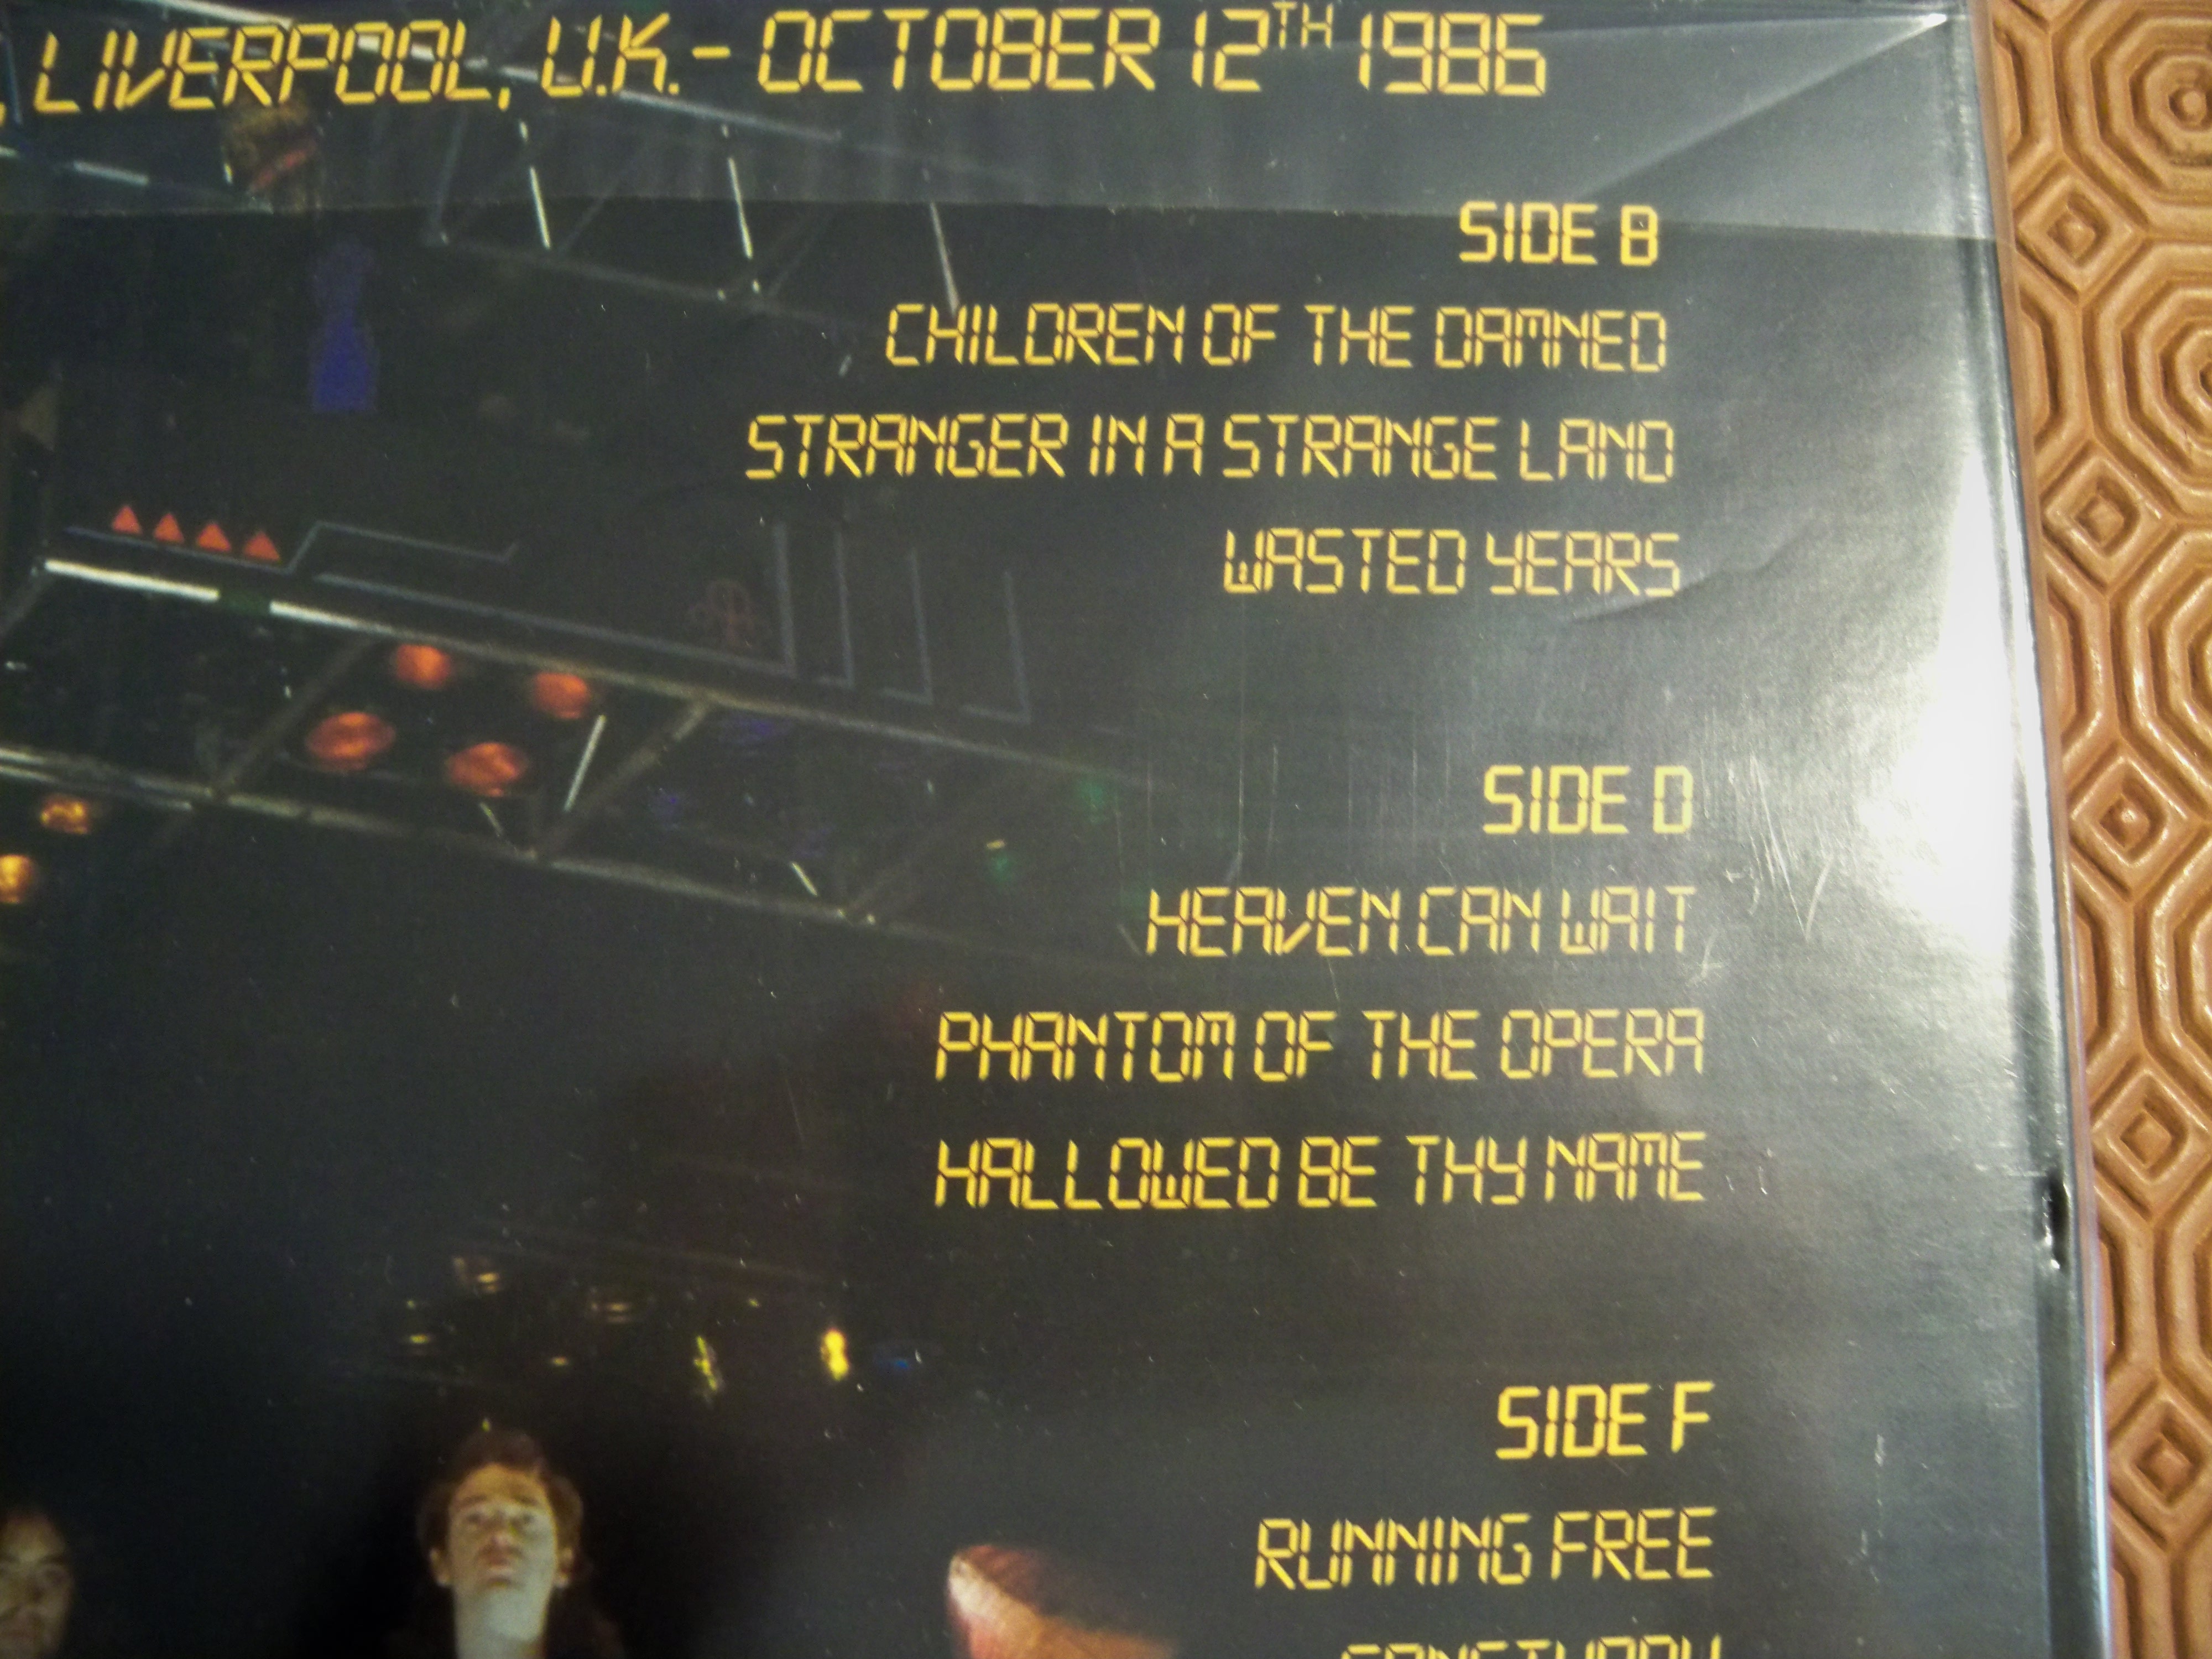 , LIVERPOOL, U.K. - OCTOBER 12TH 1986
SIDE B
CHILDREN OF THE DAMNED
STRANGER IN A STRANGE LAND
WASTED YEARS
SIDE D
HEAVEN CAN WAIT
PHANTOM OF THE OPERA
HALLOWED BE THY NAME
SIDE F
RUNNING FREE
SANCTUARY